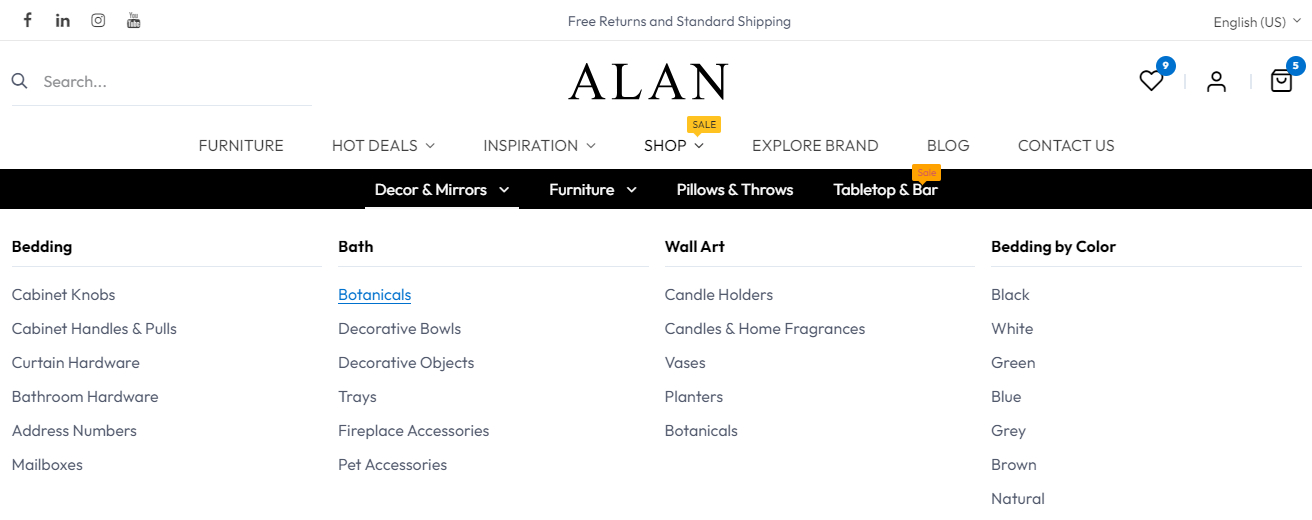 You Tube
Free Returns and Standard Shipping
English (US)
Search...
ALAN
9
5
SALE
FURNITURE HOT DEALS INSPIRATION SHOP EXPLORE BRAND BLOG CONTACT US
Sale
Decor & Mirrors Furniture Pillows & Throws Tabletop & Bar
Bedding Bath Wall Art Bedding by Color
Cabinet Knobs Botanicals Candle Holders Black
Cabinet Handles & Pulls Decorative Bowls Candles & Home Fragrances White
Curtain Hardware Decorative Objects Vases Green
Bathroom Hardware Trays Planters Blue
Address Numbers Fireplace Accessories Botanicals Grey
Mailboxes Pet Accessories Brown
Natural